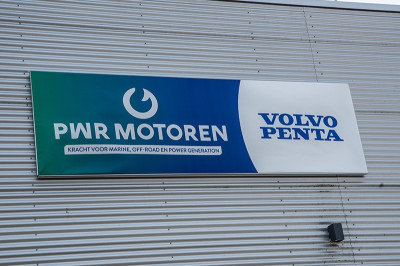 PWR MOTOREN
KRACHT VOOR MARINE, OFF-ROAD EN POWER GENERATION
VOLVO
PENTA